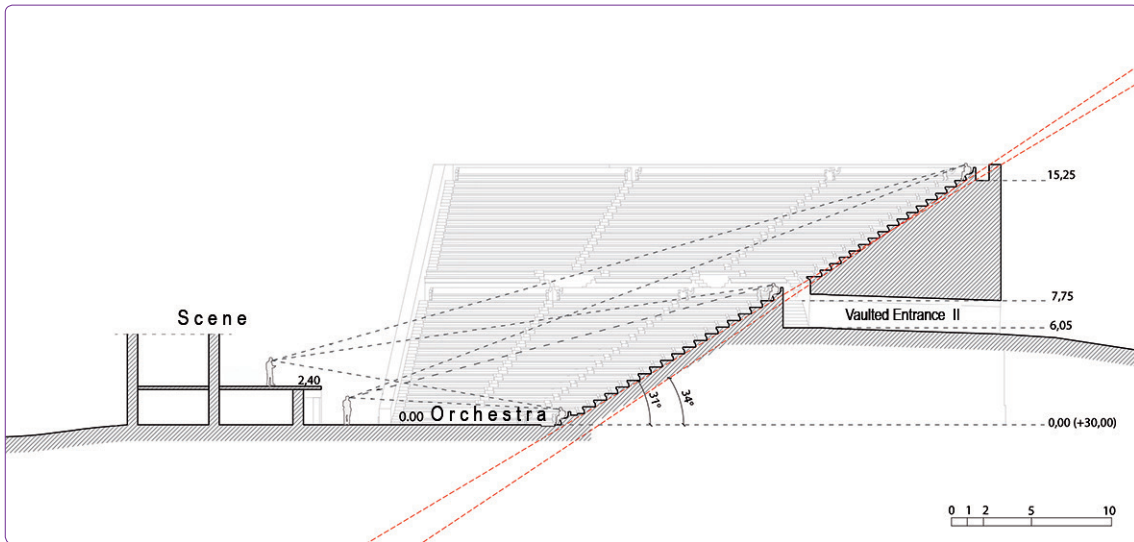 15,25
7,75
Vaulted Entrance II
6,05
Scene
2,40
0.00 Orchestra
31°
34°
0,00 (+30,00)
0 1 2 5 10